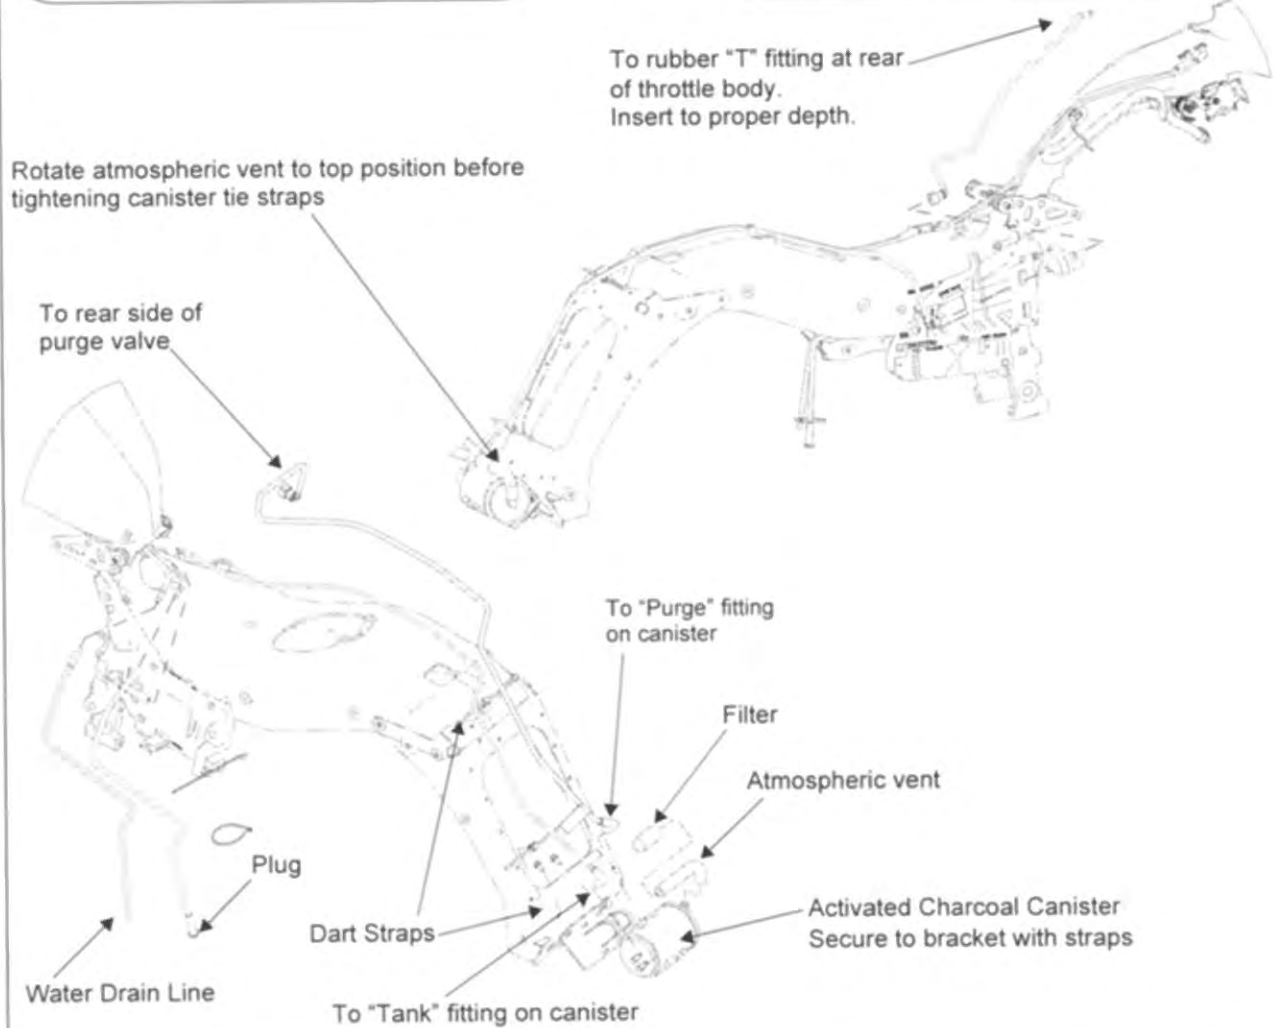 To rubber "T" fitting at rear
of throttle body.
Insert to proper depth.
Rotate atmospheric vent to top position before
tightening canister tie straps
To rear side of
purge valve
To "Purge" fitting
on canister
Filter
Atmospheric vent
Plug
Dart Straps
Activated Charcoal Canister
Secure to bracket with straps
Water Drain Line
To "Tank" fitting on canister